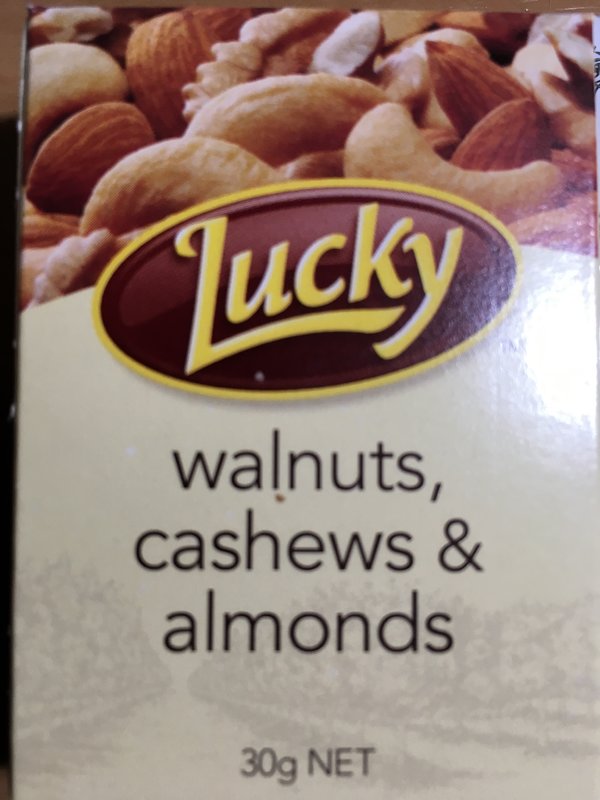 Lucky
walnuts,
cashews &
almonds
30g NET